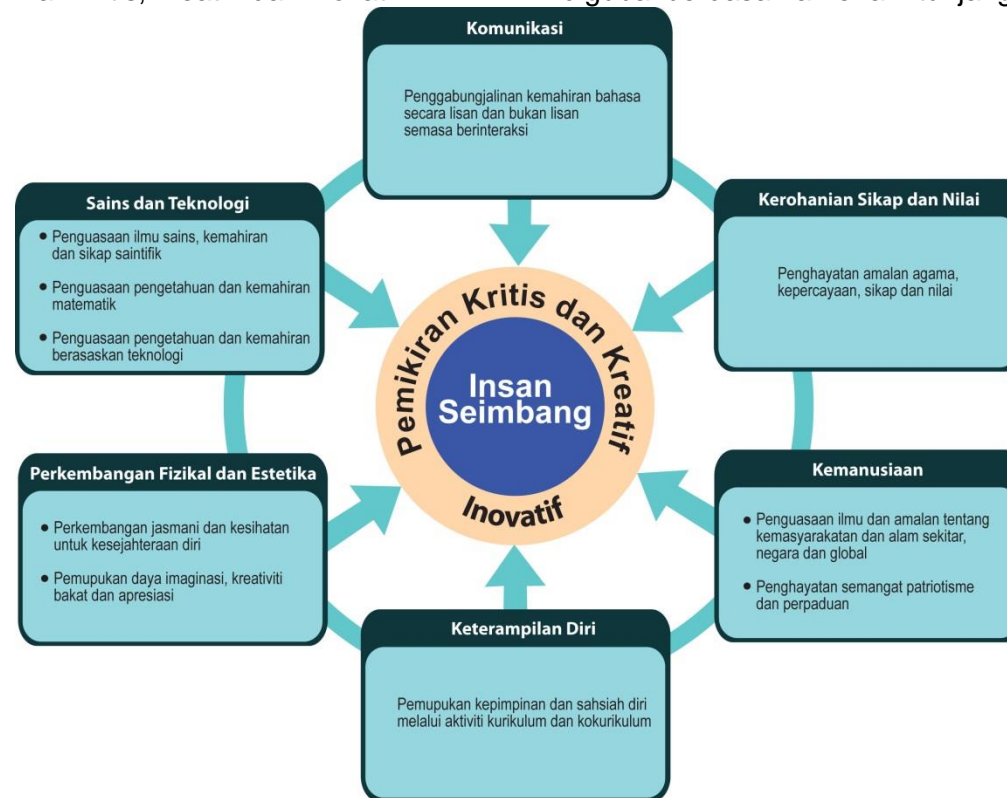 Komunikasi
Penggabungjalinan kemahiran bahasa
secara lisan dan bukan lisan
semasa berinteraksi
Sains dan Teknologi
• Penguasaan ilmu sains, kemahiran
dan sikap saintifik
• Penguasaan pengetahuan dan kemahiran
matematik
• Penguasaan pengetahuan dan kemahiran
berasaskan teknologi
Kerohanian Sikap dan Nilai
Penghayatan amalan agama,
kepercayaan, sikap dan nilai
Pemikiran Kritis dan Kreatif
Insan
Seimbang
Inovatif
Perkembangan Fizikal dan Estetika
• Perkembangan jasmani dan kesihatan
untuk kesejahteraan diri
• Pemupukan daya imaginasi, kreativiti
bakat dan apresiasi
Kemanusiaan
• Penguasaan ilmu dan amalan tentang
kemasyarakatan dan alam sekitar,
negara dan global
• Penghayatan semangat patriotisme
dan perpaduan
Keterampilan Diri
Pemupukan kepimpinan dan sahsiah diri
melalui aktiviti kurikulum dan kokurikulum